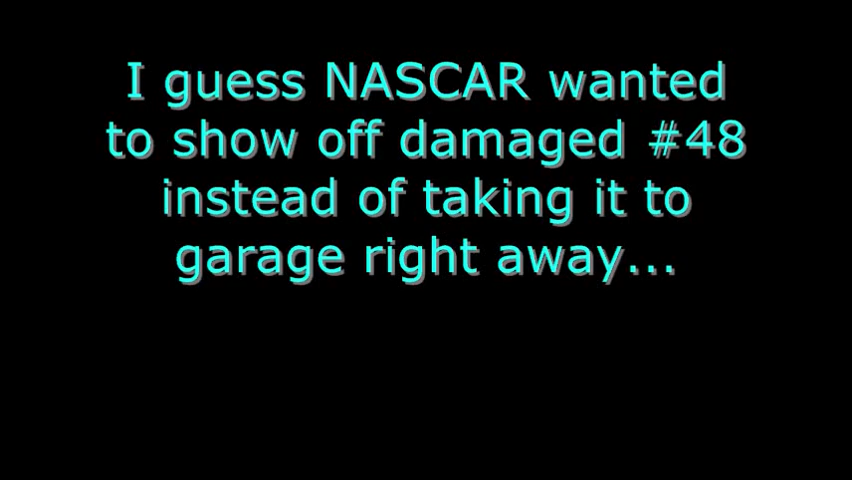 I guess NASCAR wanted
to show off damaged #48
instead of taking it to
garage right away...